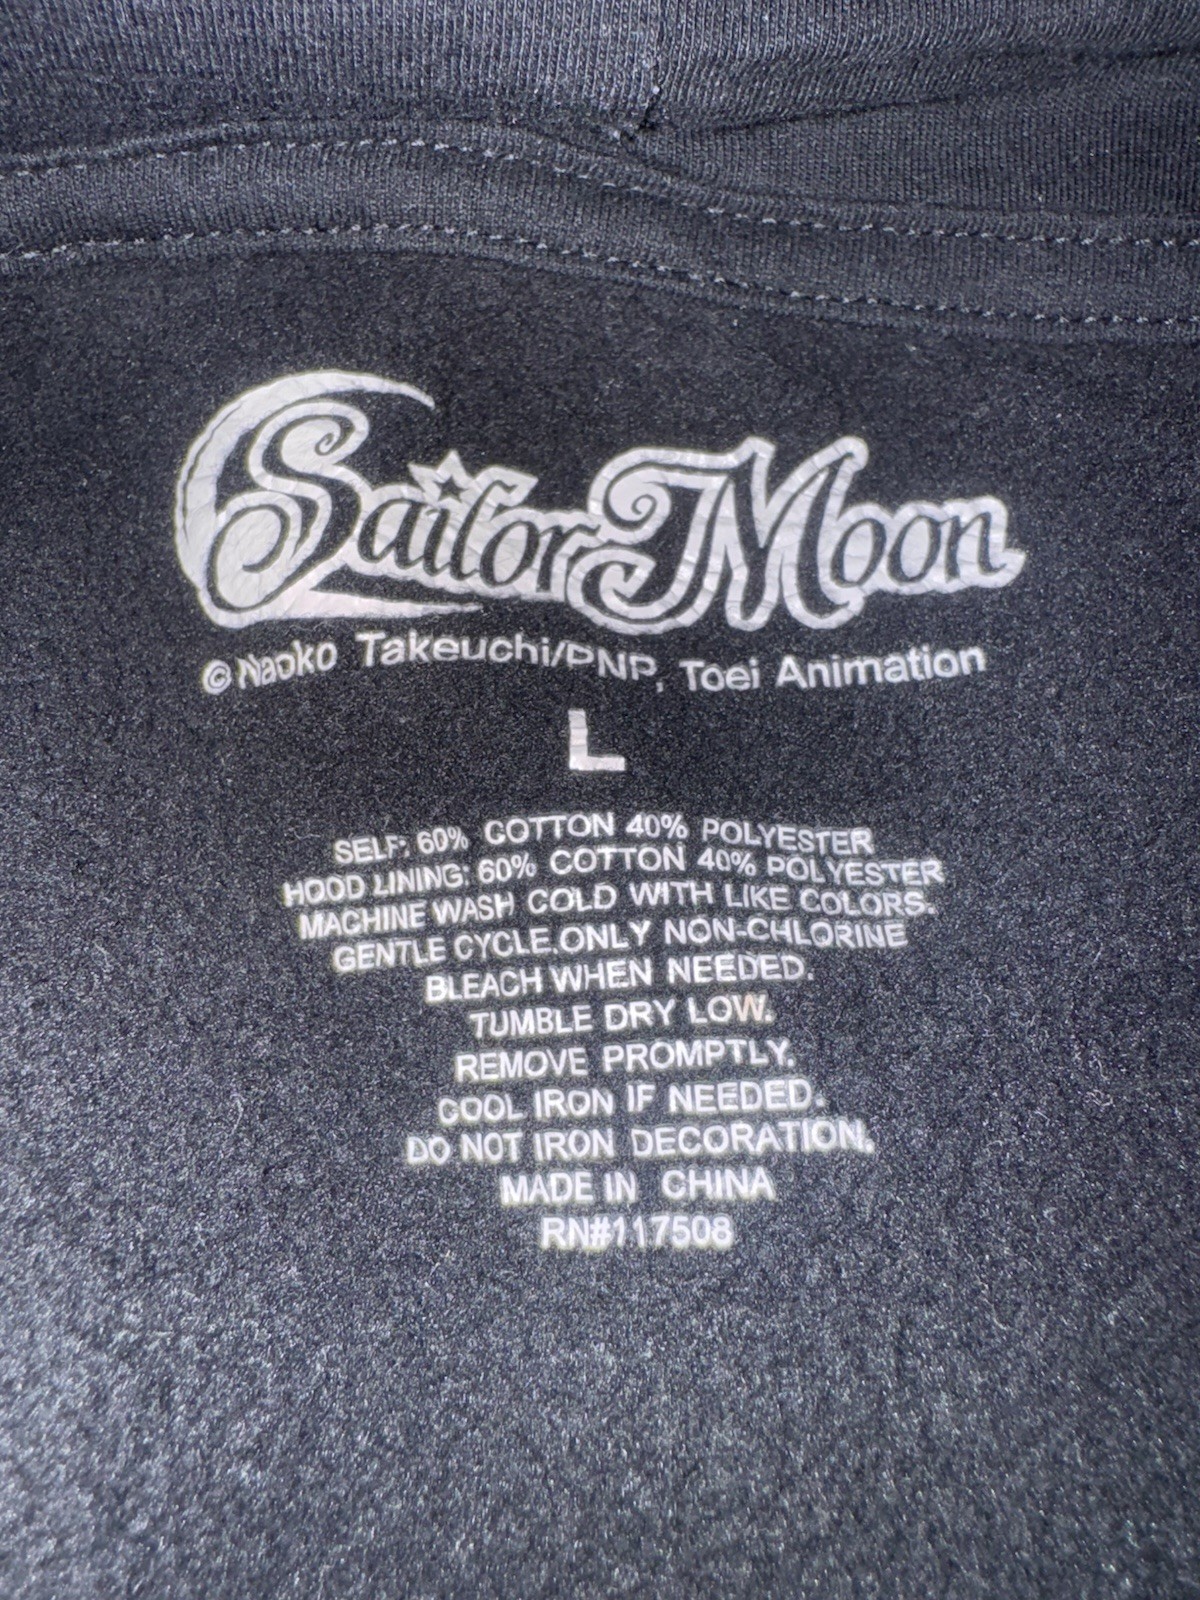 Sailor Moon
© Naoko Takeuchi/PNP, Toei Animation
L
SELF: 60% COTTON 40% POLYESTER
HOOD LINING: 60% COTTON 40% POLYESTER
MACHINE WASH COLD WITH LIKE COLORS.
GENTLE CYCLE.ONLY NON-CHLORINE
BLEACH WHEN NEEDED.
TUMBLE DRY LOW.
REMOVE PROMPTLY.
COOL IRON IF NEEDED.
DO NOT IRON DECORATION.
MADE IN CHINA
RN#117508